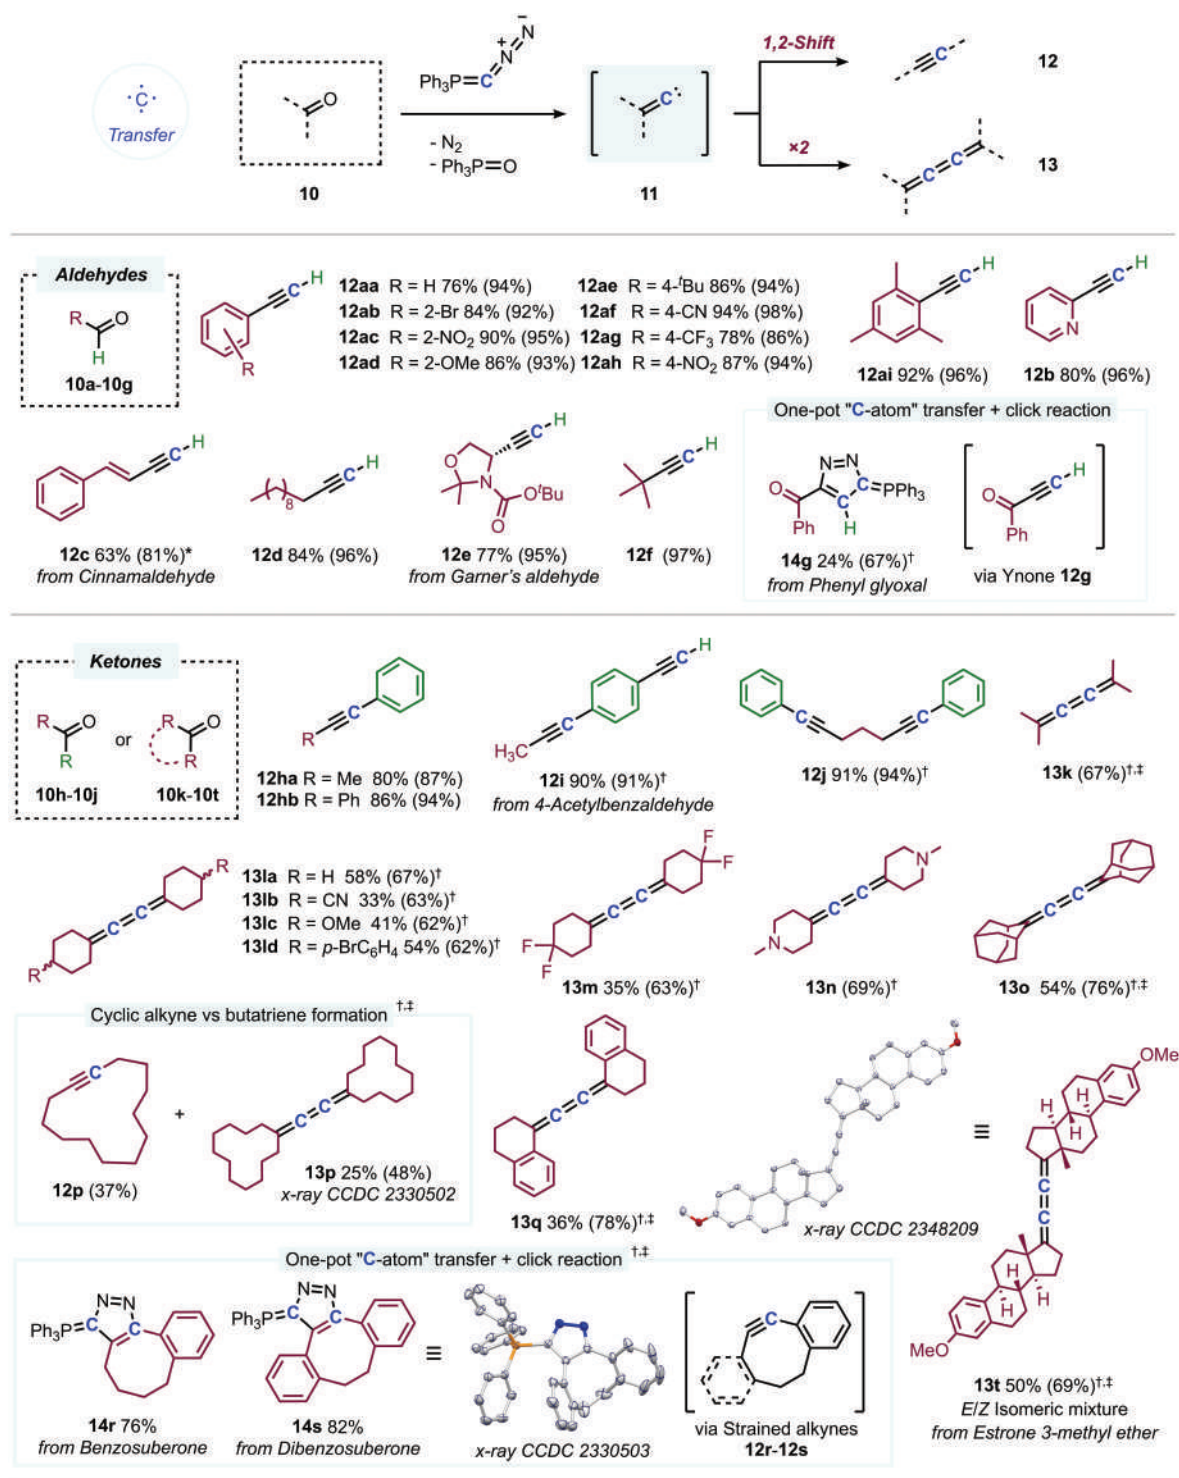 ·C·
Transfer
O
10
Ph₃P=C=N⁺=N⁻
- N₂
- Ph₃P=O
C:
11
1,2-Shift
C
12
×2
C C
13
Aldehydes
R O
H
10a-10g
C H
R
12aa R = H 76% (94%)
12ab R = 2-Br 84% (92%)
12ac R = 2-NO₂ 90% (95%)
12ad R = 2-OMe 86% (93%)
12ae R = 4-ᵗBu 86% (94%)
12af R = 4-CN 94% (98%)
12ag R = 4-CF₃ 78% (86%)
12ah R = 4-NO₂ 87% (94%)
C H
12ai 92% (96%)
N C H
12b 80% (96%)
C H
12c 63% (81%)*
from Cinnamaldehyde
8 C H
12d 84% (96%)
O N C H
O OᵗBu
12e 77% (95%)
from Garner's aldehyde
C H
12f (97%)
One-pot "C-atom" transfer + click reaction
N=N
O C C=PPh₃
Ph H
14g 24% (67%)†
from Phenyl glyoxal
O C H
Ph
via Ynone 12g
Ketones
R O
R
10h-10j
or
R O
R
10k-10t
R C
12ha R = Me 80% (87%)
12hb R = Ph 86% (94%)
C H
H₃C C
12i 90% (91%)†
from 4-Acetylbenzaldehyde
C C
12j 91% (94%)†
C C
13k (67%)†,‡
R
C C
R
13la R = H 58% (67%)†
13lb R = CN 33% (63%)†
13lc R = OMe 41% (62%)†
13ld R = p-BrC₆H₄ 54% (62%)†
F F
C C
F F
13m 35% (63%)†
N
C C
N
13n (69%)†
C C
13o 54% (76%)†,‡
Cyclic alkyne vs butatriene formation †,‡
C
12p (37%)
+
C C
13p 25% (48%)
x-ray CCDC 2330502
C C
13q 36% (78%)†,‡
x-ray CCDC 2348209
≡
OMe
H H H
C
C
H H H
MeO
13t 50% (69%)†,‡
E/Z Isomeric mixture
from Estrone 3-methyl ether
One-pot "C-atom" transfer + click reaction †,‡
N=N
Ph₃P=C C
14r 76%
from Benzosuberone
N=N
Ph₃P=C C
14s 82%
from Dibenzosuberone
≡
x-ray CCDC 2330503
C
via Strained alkynes
12r-12s